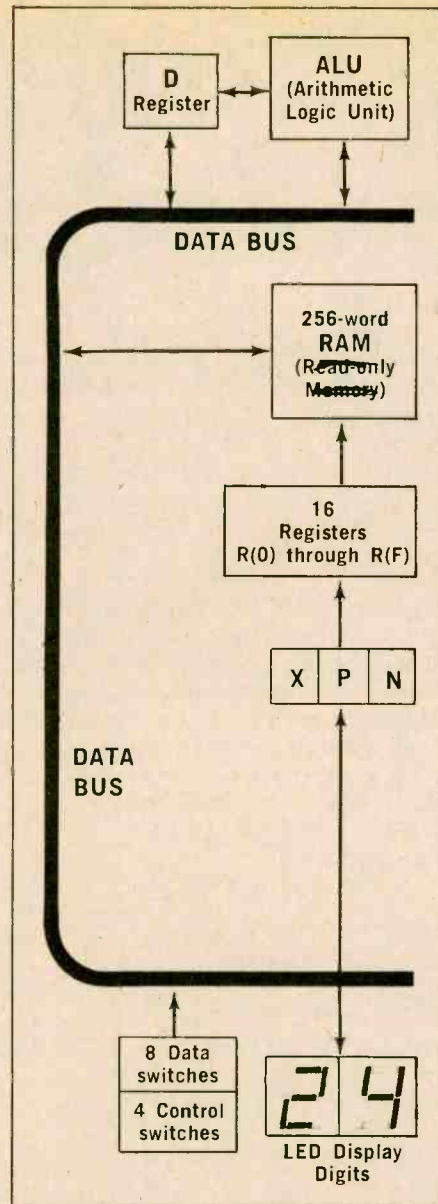 D
Register
ALU
(Arithmetic
Logic Unit)
DATA BUS
256-word
RAM
(Read-only
Memory)
16
Registers
R(0) through R(F)
X P N
DATA
BUS
8 Data
switches
4 Control
switches
24
LED Display
Digits